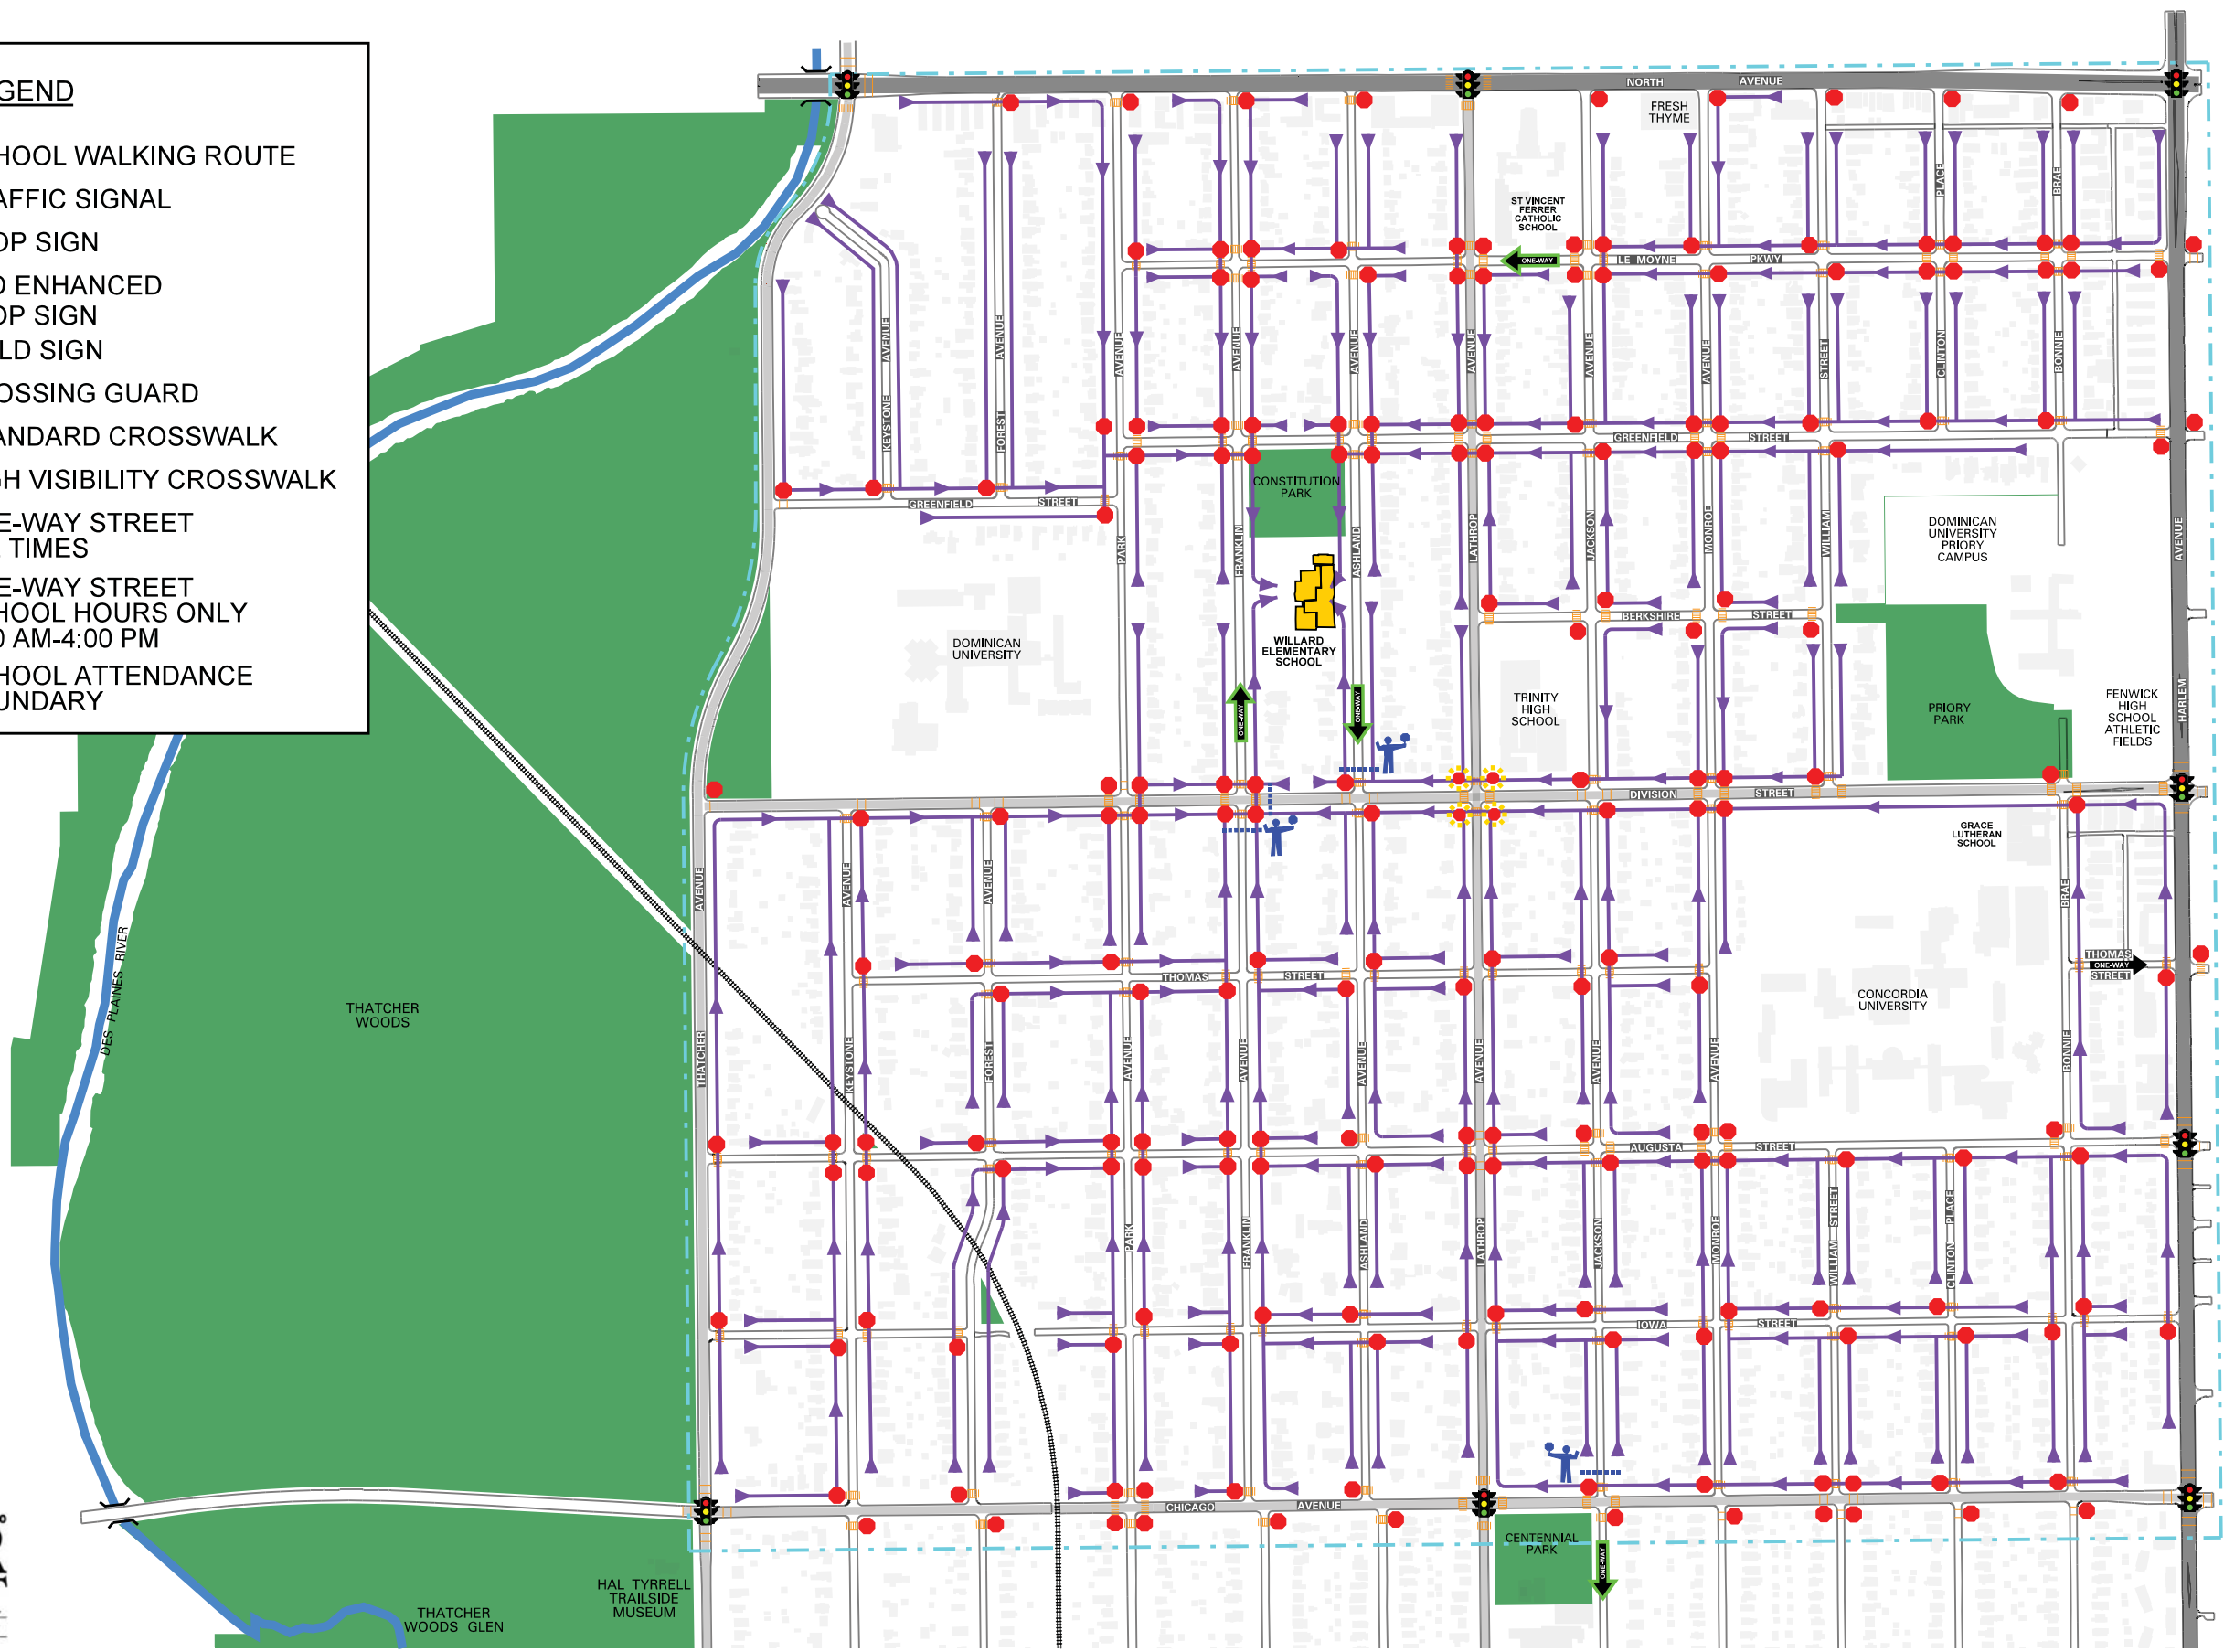 GEND
HOOL WALKING ROUTE
AFFIC SIGNAL
OP SIGN
D ENHANCED
OP SIGN
LD SIGN
OSSING GUARD
ANDARD CROSSWALK
GH VISIBILITY CROSSWALK
E-WAY STREET
TIMES
E-WAY STREET
HOOL HOURS ONLY
0 AM-4:00 PM
HOOL ATTENDANCE
UNDARY
NORTH AVENUE
FRESH
THYME
ST VINCENT
FERRER
CATHOLIC
SCHOOL
PLACE
BRAE
ONE-WAY
LE MOYNE PKWY
KEYSTONE AVENUE
FOREST AVENUE
AVENUE
AVENUE
AVENUE
AVENUE
AVENUE
AVENUE
STREET
CLINTON
BONNIE
GREENFIELD STREET
GREENFIELD STREET
CONSTITUTION
PARK
PARK
FRANKLIN
ASHLAND
LATHROP
JACKSON
MONROE
WILLIAM
AVENUE
DOMINICAN
UNIVERSITY
PRIORY
CAMPUS
BERKSHIRE STREET
DOMINICAN
UNIVERSITY
WILLARD
ELEMENTARY
SCHOOL
TRINITY
HIGH
SCHOOL
PRIORY
PARK
FENWICK
HIGH
SCHOOL
ATHLETIC
FIELDS
HARLEM
ONE-WAY
ONE-WAY
DIVISION STREET
GRACE
LUTHERAN
SCHOOL
AVENUE
AVENUE
AVENUE
BRAE
THOMAS STREET
THOMAS
ONE-WAY
STREET
DES PLAINES RIVER
THATCHER
WOODS
CONCORDIA
UNIVERSITY
THATCHER
KEYSTONE
FOREST
AVENUE
AVENUE
AVENUE
AVENUE
AVENUE
AVENUE
BONNIE
AUGUSTA STREET
PARK
FRANKLIN
ASHLAND
LATHROP
JACKSON
MONROE
WILLIAM STREET
CLINTON PLACE
IOWA STREET
CHICAGO AVENUE
CENTENNIAL
PARK
ONE-WAY
HAL TYRRELL
TRAILSIDE
MUSEUM
THATCHER
WOODS GLEN